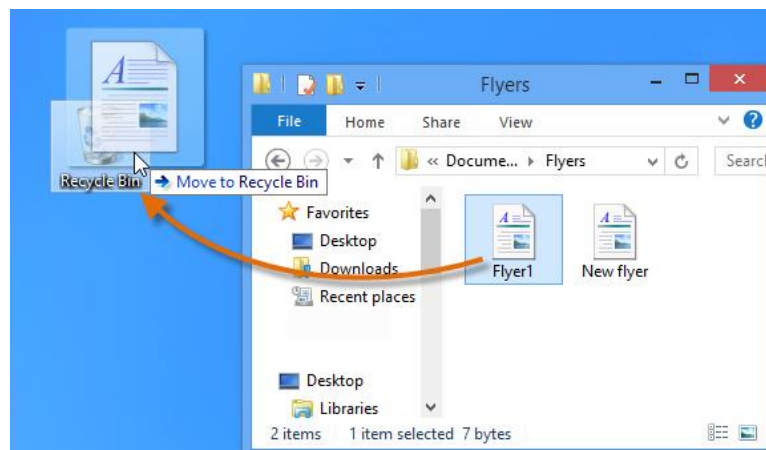 Flyers
File Home Share View
« Docume... Flyers Searcl
Recycle Bin
Move to Recycle Bin
Favorites
Desktop
Downloads
Recent places
Flyer1
New flyer
Desktop
Libraries
2 items 1 item selected 7 bytes